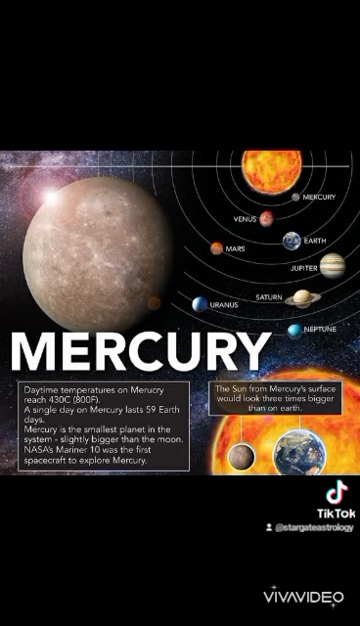 MERCURY
VENUS
EARTH
MARS
JUPITER
SATURN
URANUS
NEPTUNE
MERCURY
Daytime temperatures on Merucry
reach 430C (800F).
A single day on Mercury lasts 59 Earth
days.
Mercury is the smallest planet in the
system - slightly bigger than the moon.
NASA's Mariner 10 was the first
spacecraft to explore Mercury.
The Sun from Mercury's surface
would look three times bigger
than on earth.
TikTok
@stargateastrology
VIVAVIDEO